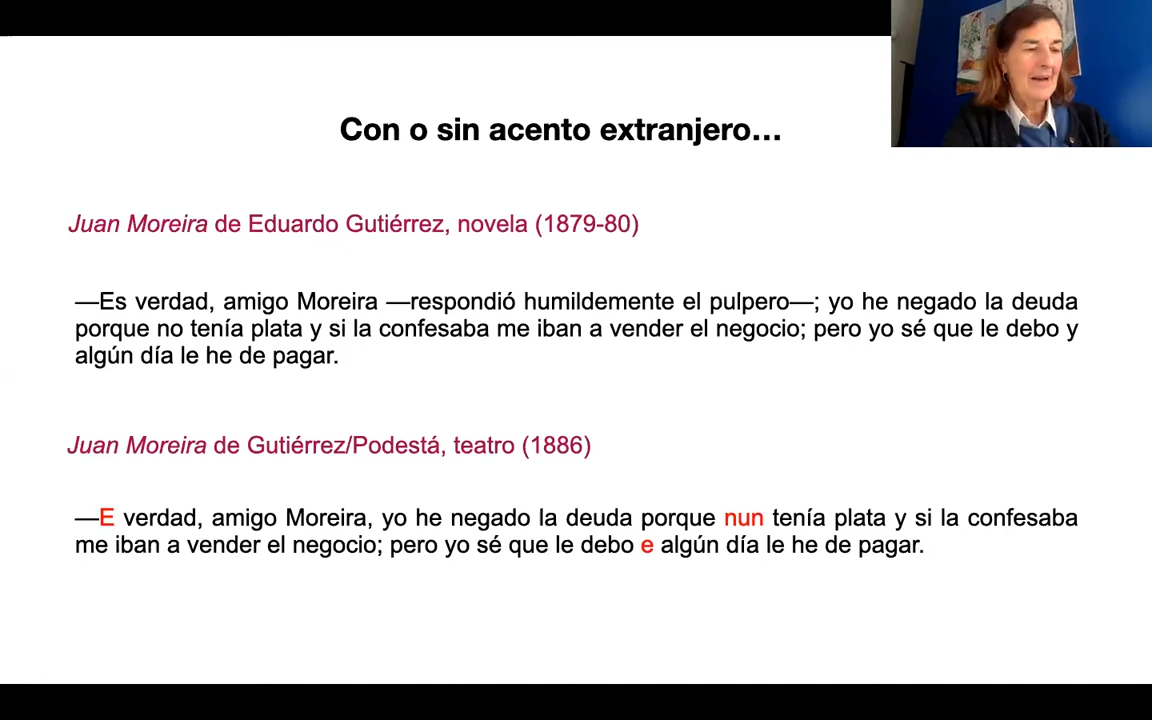 Con o sin acento extranjero…
Juan Moreira de Eduardo Gutiérrez, novela (1879-80)
—Es verdad, amigo Moreira —respondió humildemente el pulpero—; yo he negado la deuda
porque no tenía plata y si la confesaba me iban a vender el negocio; pero yo sé que le debo y
algún día le he de pagar.
Juan Moreira de Gutiérrez/Podestá, teatro (1886)
—E verdad, amigo Moreira, yo he negado la deuda porque nun tenía plata y si la confesaba
me iban a vender el negocio; pero yo sé que le debo e algún día le he de pagar.